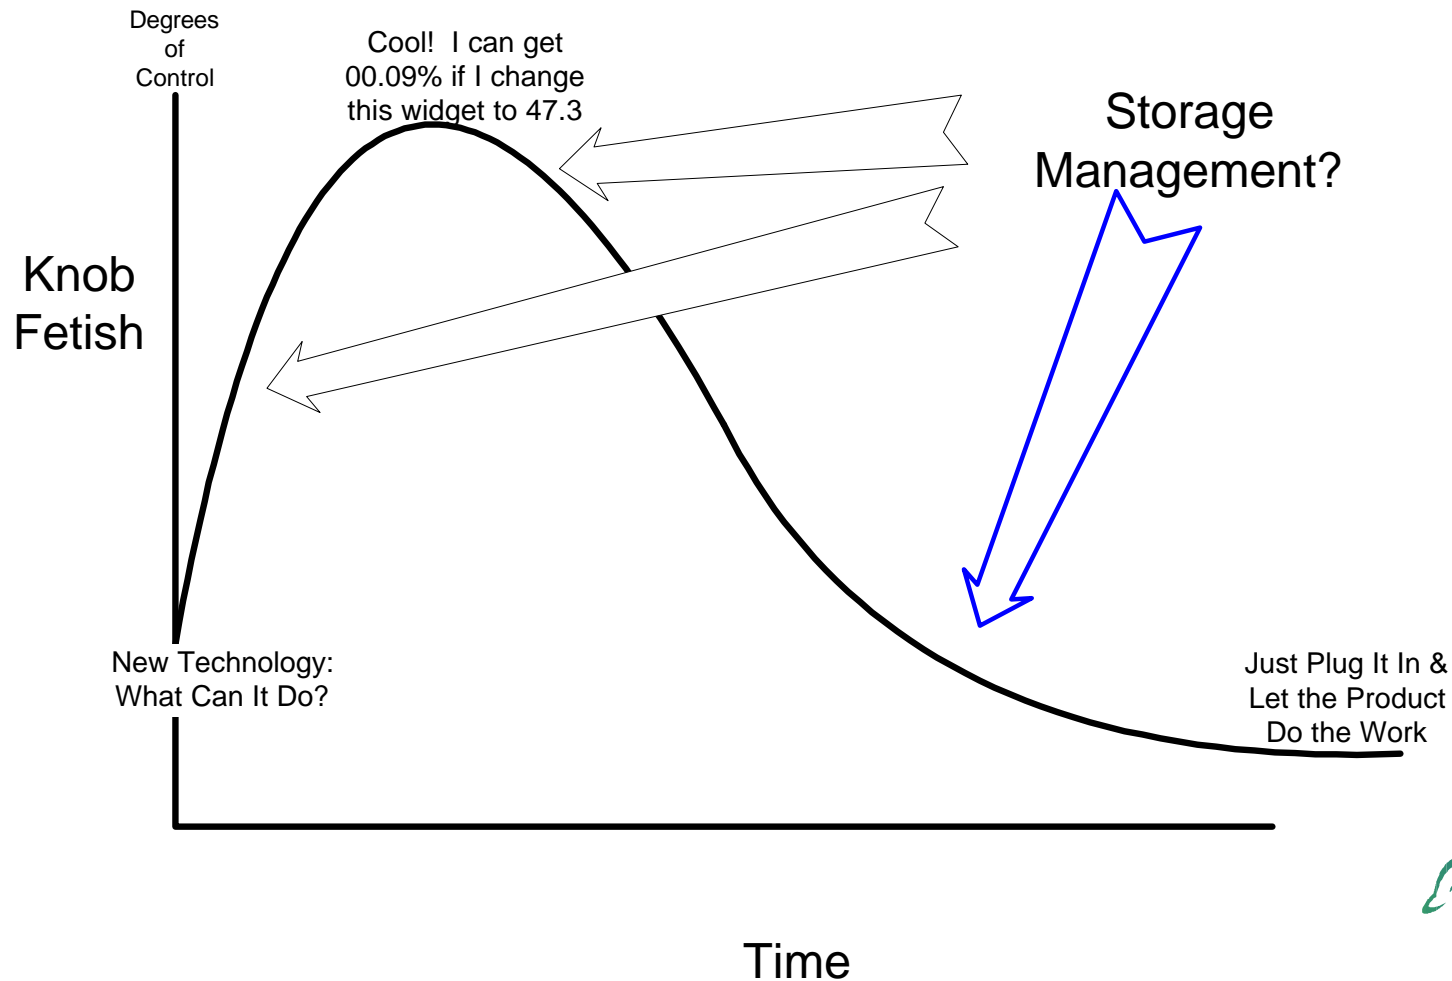 Degrees
of
Control
Cool!  I can get
00.09% if I change
this widget to 47.3
Storage
Management?
Knob
Fetish
New Technology:
What Can It Do?
Just Plug It In &
Let the Product
Do the Work
Time